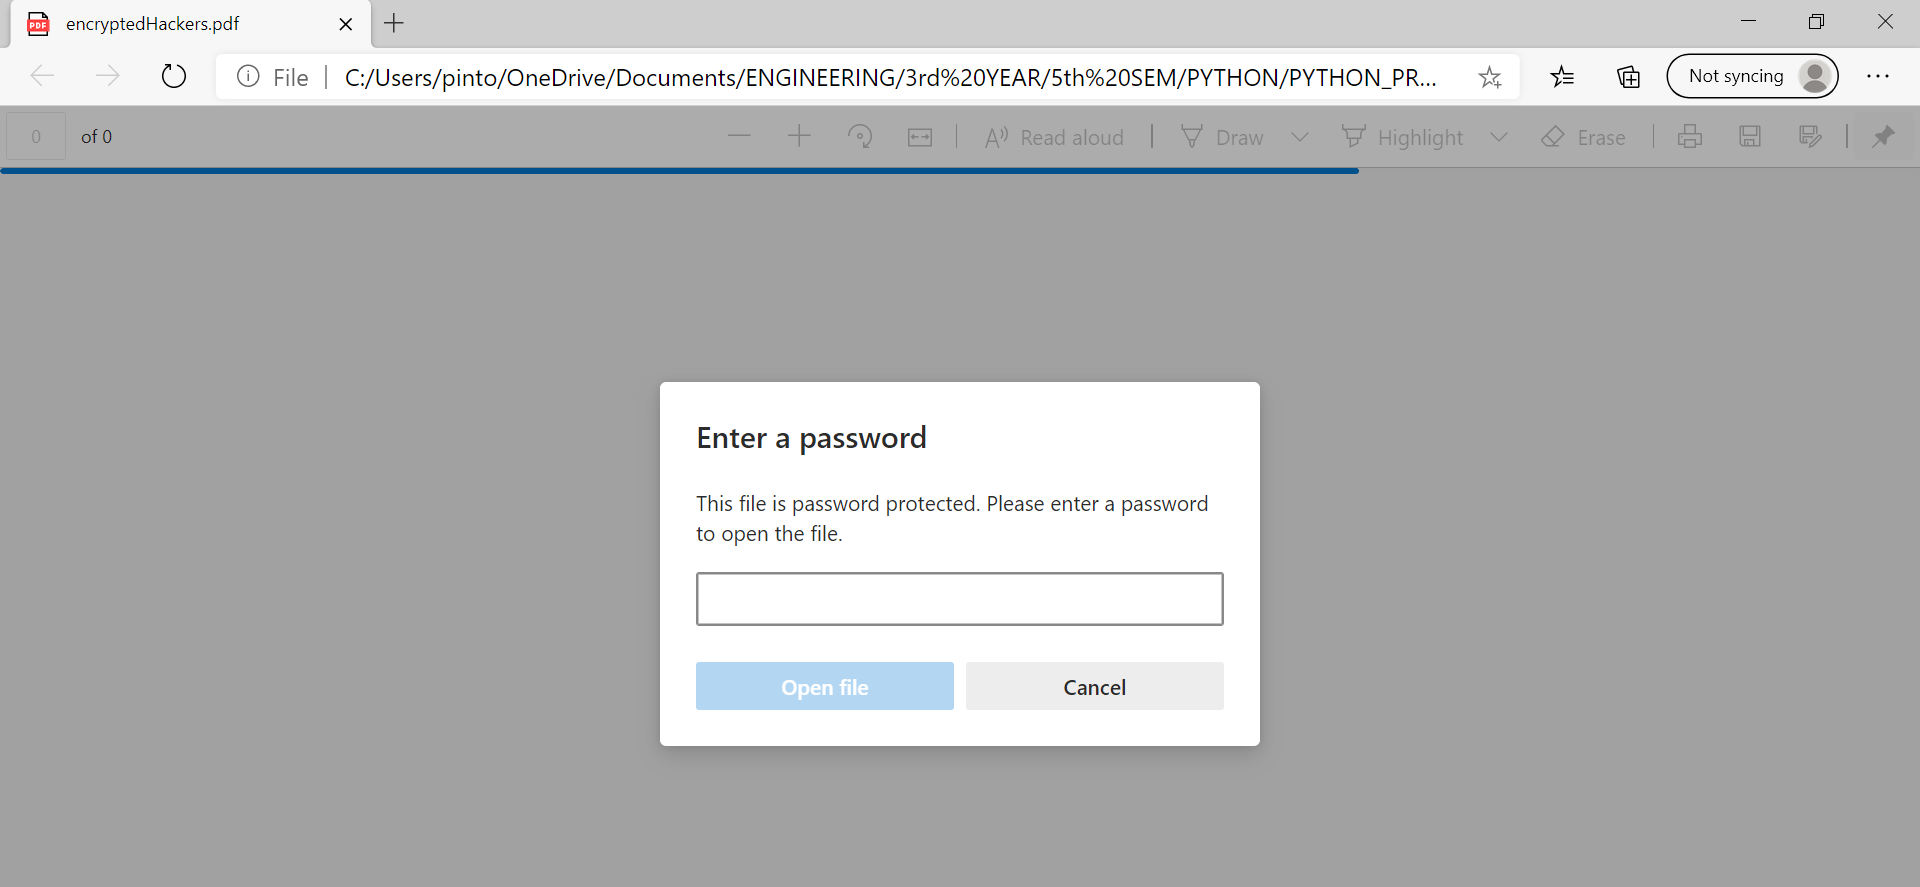 encryptedHackers.pdf
File C:/Users/pinto/OneDrive/Documents/ENGINEERING/3rd%20YEAR/5th%20SEM/PYTHON/PYTHON_PR... Not syncing
0 of 0 Read aloud Draw Highlight Erase
Enter a password
This file is password protected. Please enter a password
to open the file.
Open file Cancel